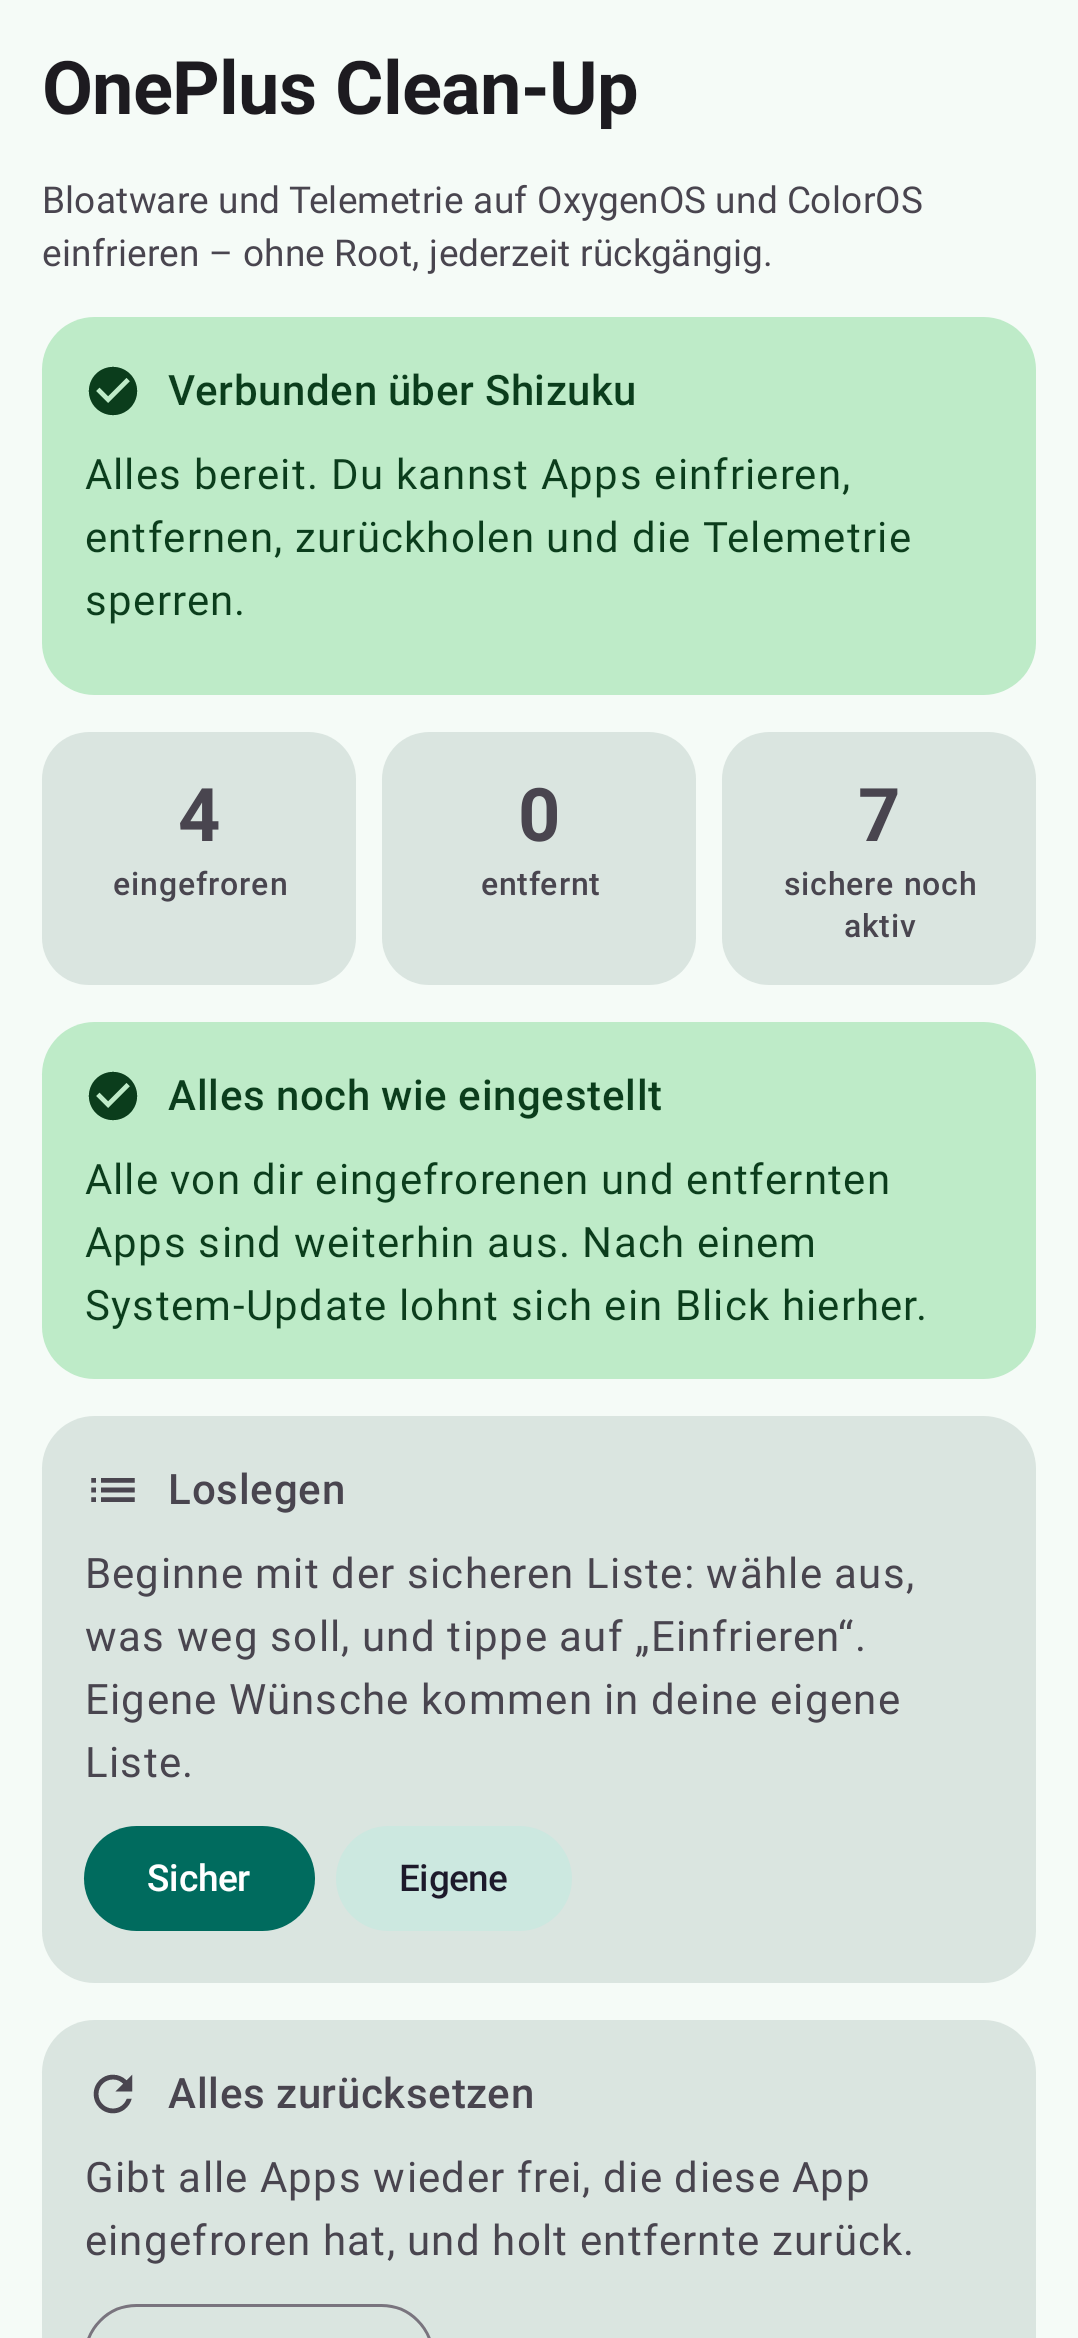 OnePlus Clean-Up
Bloatware und Telemetrie auf OxygenOS und ColorOS
einfrieren – ohne Root, jederzeit rückgängig.
Verbunden über Shizuku
Alles bereit. Du kannst Apps einfrieren,
entfernen, zurückholen und die Telemetrie
sperren.
4
eingefroren
0
entfernt
7
sichere noch
aktiv
Alles noch wie eingestellt
Alle von dir eingefrorenen und entfernten
Apps sind weiterhin aus. Nach einem
System-Update lohnt sich ein Blick hierher.
Loslegen
Beginne mit der sicheren Liste: wähle aus,
was weg soll, und tippe auf „Einfrieren“.
Eigene Wünsche kommen in deine eigene
Liste.
Sicher
Eigene
Alles zurücksetzen
Gibt alle Apps wieder frei, die diese App
eingefroren hat, und holt entfernte zurück.